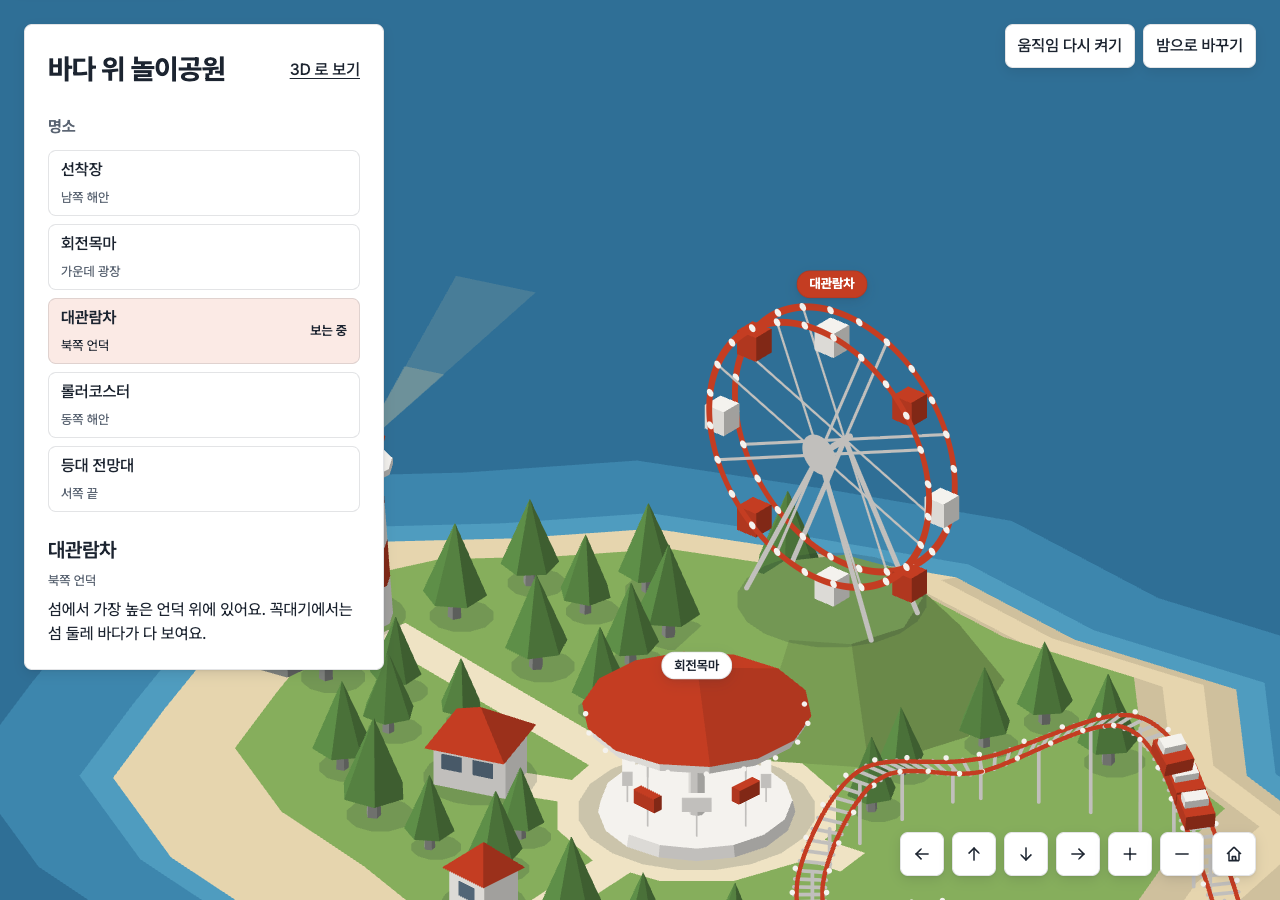 바다 위 놀이공원
3D 로 보기
명소
선착장
남쪽 해안
회전목마
가운데 광장
대관람차
북쪽 언덕
보는 중
롤러코스터
동쪽 해안
등대 전망대
서쪽 끝
대관람차
북쪽 언덕
섬에서 가장 높은 언덕 위에 있어요. 꼭대기에서는
섬 둘레 바다가 다 보여요.
움직임 다시 켜기
밤으로 바꾸기
대관람차
회전목마